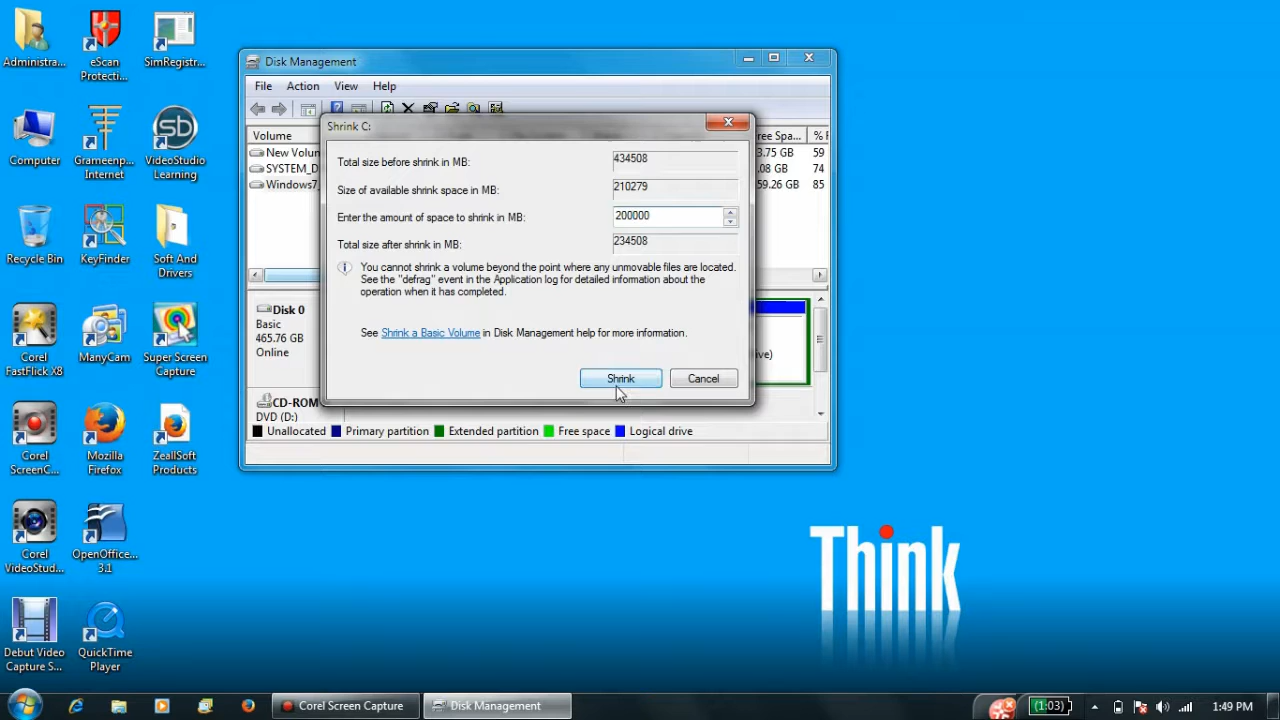 Administra...
eScan Protecti...
SimRegistr...
Computer
Grameenp... Internet
VideoStudio Learning
Recycle Bin
KeyFinder
Soft And Drivers
Corel FastFlick X8
ManyCam
Super Screen Capture
Corel ScreenC...
Mozilla Firefox
ZeallSoft Products
Corel VideoStud...
OpenOffice... 3.1
Debut Video Capture S...
QuickTime Player
Disk Management
File Action View Help
Volume
ree Spa... % F
New Volun
3.75 GB 59
SYSTEM_D
.08 GB 74
Windows7_
59.26 GB 85
Shrink C:
Total size before shrink in MB: 434508
Size of available shrink space in MB: 210279
Enter the amount of space to shrink in MB: 200000
Total size after shrink in MB: 234508
You cannot shrink a volume beyond the point where any unmovable files are located.
See the "defrag" event in the Application log for detailed information about the
operation when it has completed.
See Shrink a Basic Volume in Disk Management help for more information.
Shrink Cancel
Disk 0
Basic
465.76 GB
Online
ve)
CD-ROM
DVD (D:)
Unallocated Primary partition Extended partition Free space Logical drive
Think
Corel Screen Capture
Disk Management
(1:03)
1:49 PM